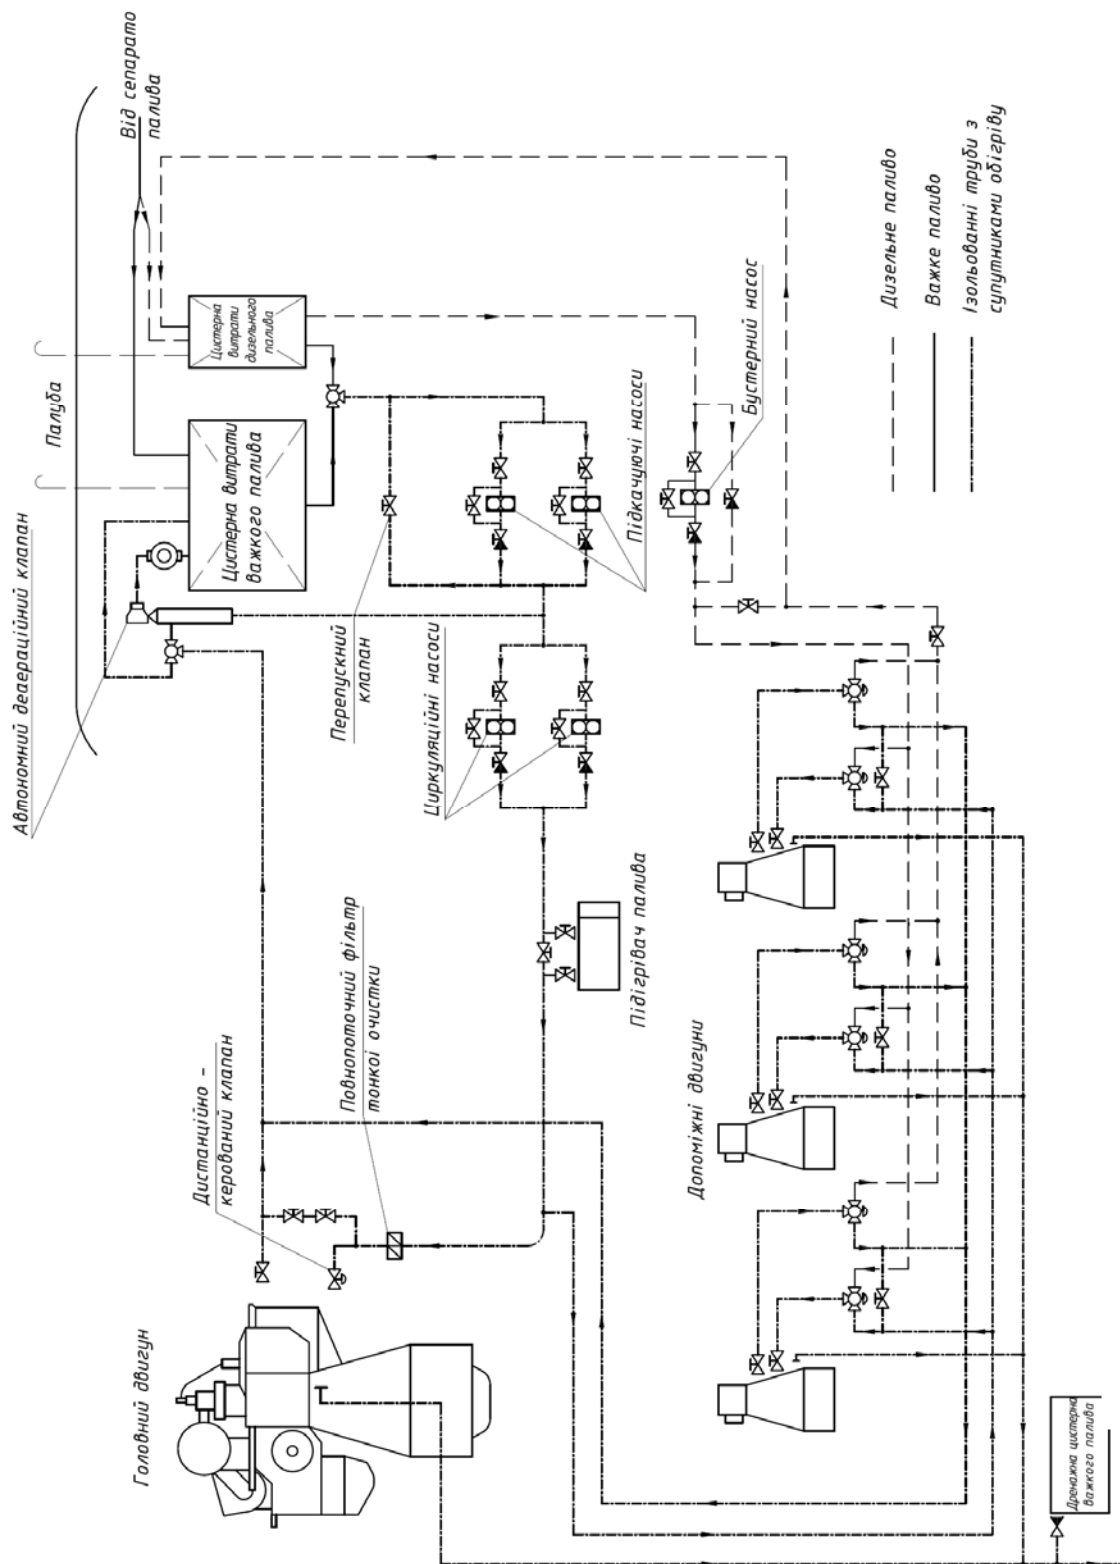 Автономний деаераційний клапан
Палуба
Від сепарато
палива
Цистерна витрати
важкого палива
Цистерна
витрати
дизельного
палива
Перепускний
клапан
Підкачуючі насоси
Циркуляційні насоси
Бустерний насос
Дизельне паливо
Важке паливо
Ізольованні труби з
супутниками обігріву
Підігрівач палива
Повнопоточний фільтр
тонкої очистки
Дистанційно -
керований клапан
Головний двигун
Допоміжні двигуни
Дренажна цистерна
важкого палива